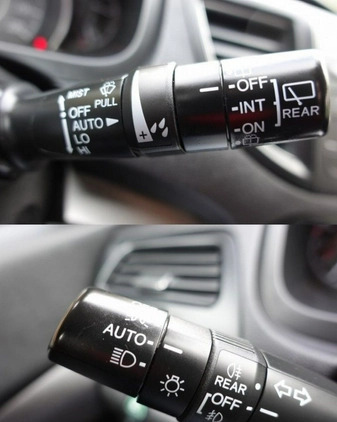 MIST
PULL
OFF
AUTO
LO
HI
OFF
INT
ON
REAR
AUTO
REAR
OFF